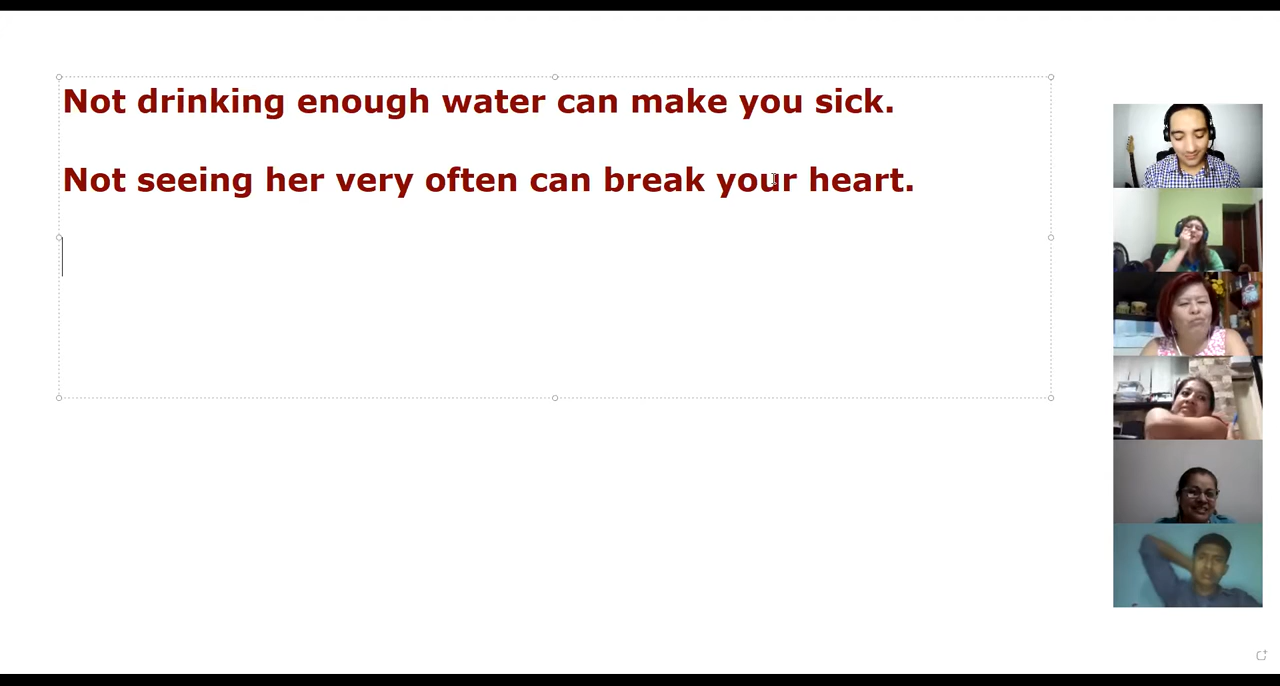 Not drinking enough water can make you sick.
Not seeing her very often can break your heart.